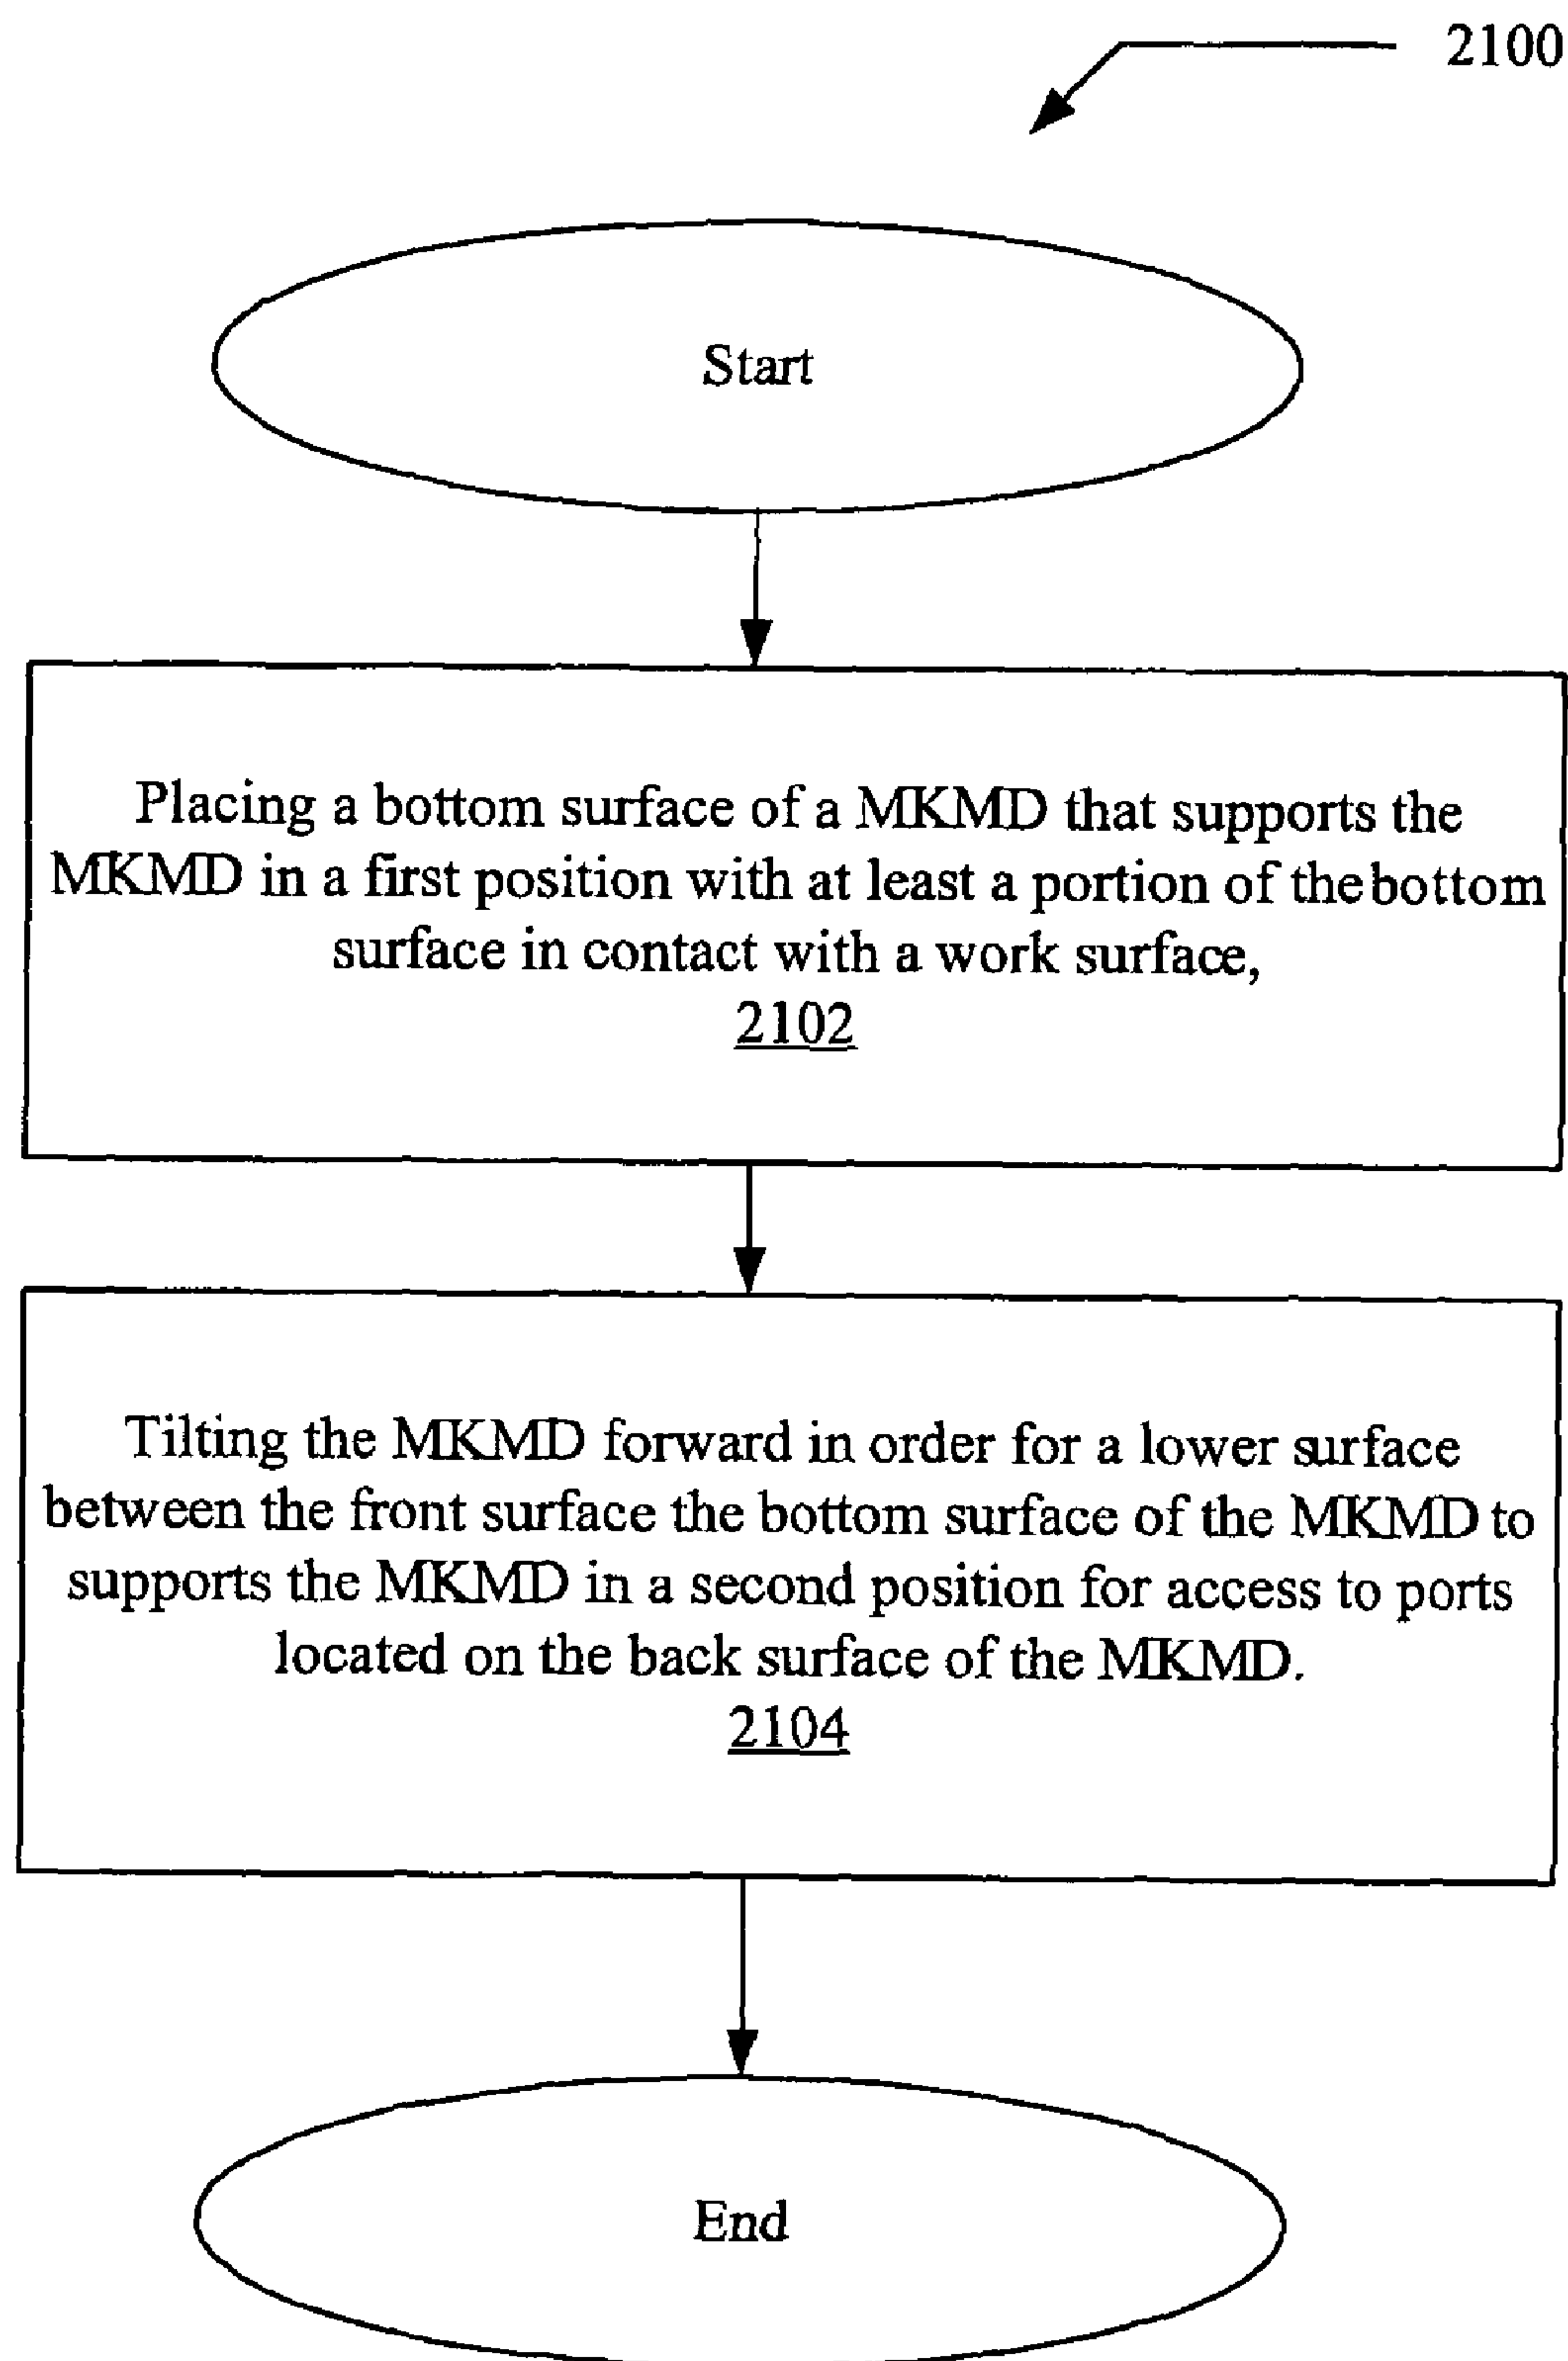 2100
Start
Placing a bottom surface of a MKMD that supports the
MKMD in a first position with at least a portion of the bottom
surface in contact with a work surface,
2102
Tilting the MKMD forward in order for a lower surface
between the front surface the bottom surface of the MKMD to
supports the MKMD in a second position for access to ports
located on the back surface of the MKMD.
2104
End